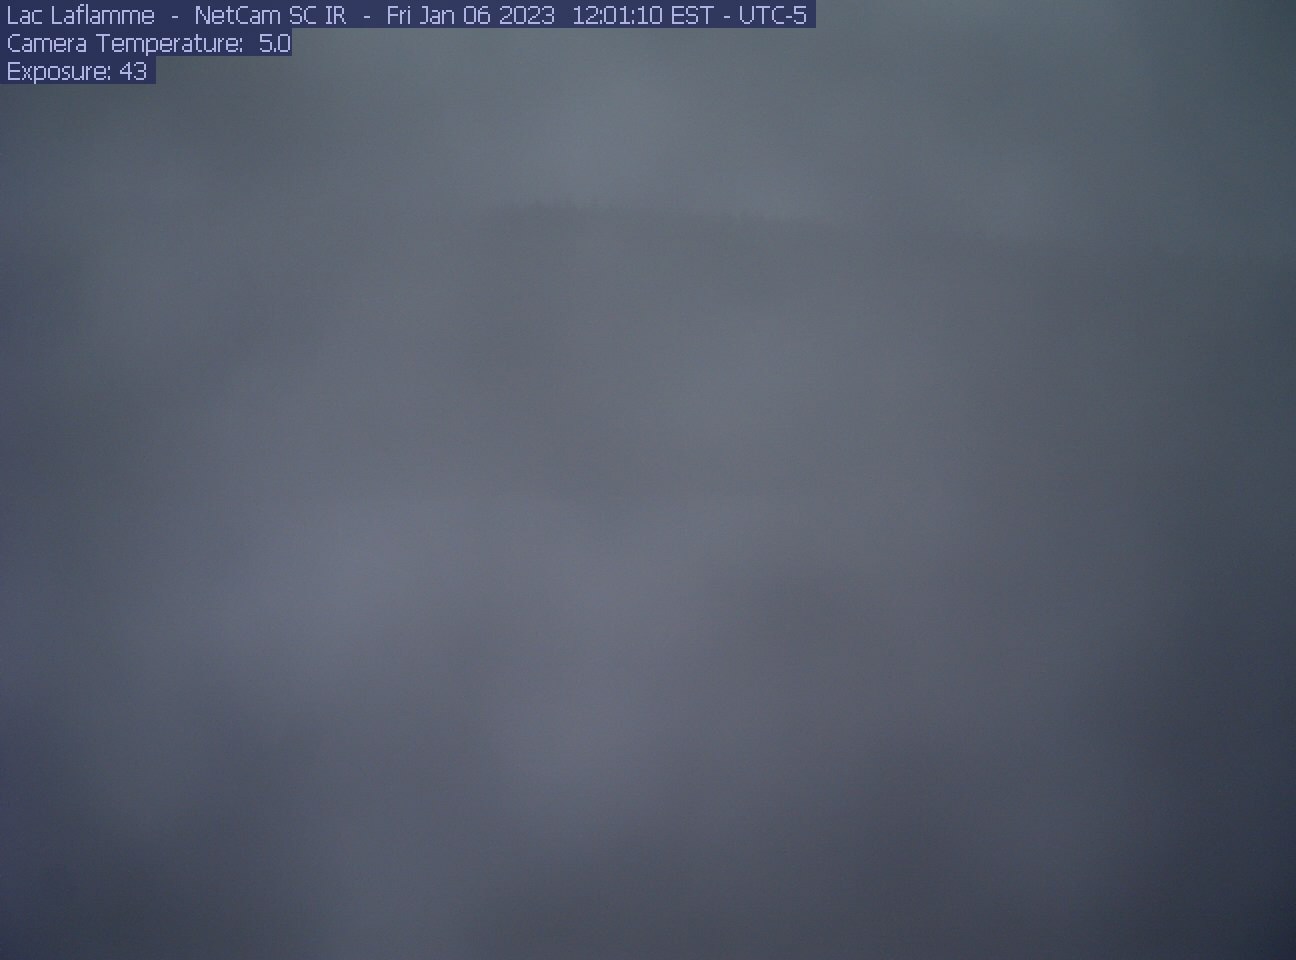 Lac Laflamme - NetCam SC IR - Fri Jan 06 2023 12:01:10 EST - UTC-5
Camera Temperature: 5.0
Exposure: 43